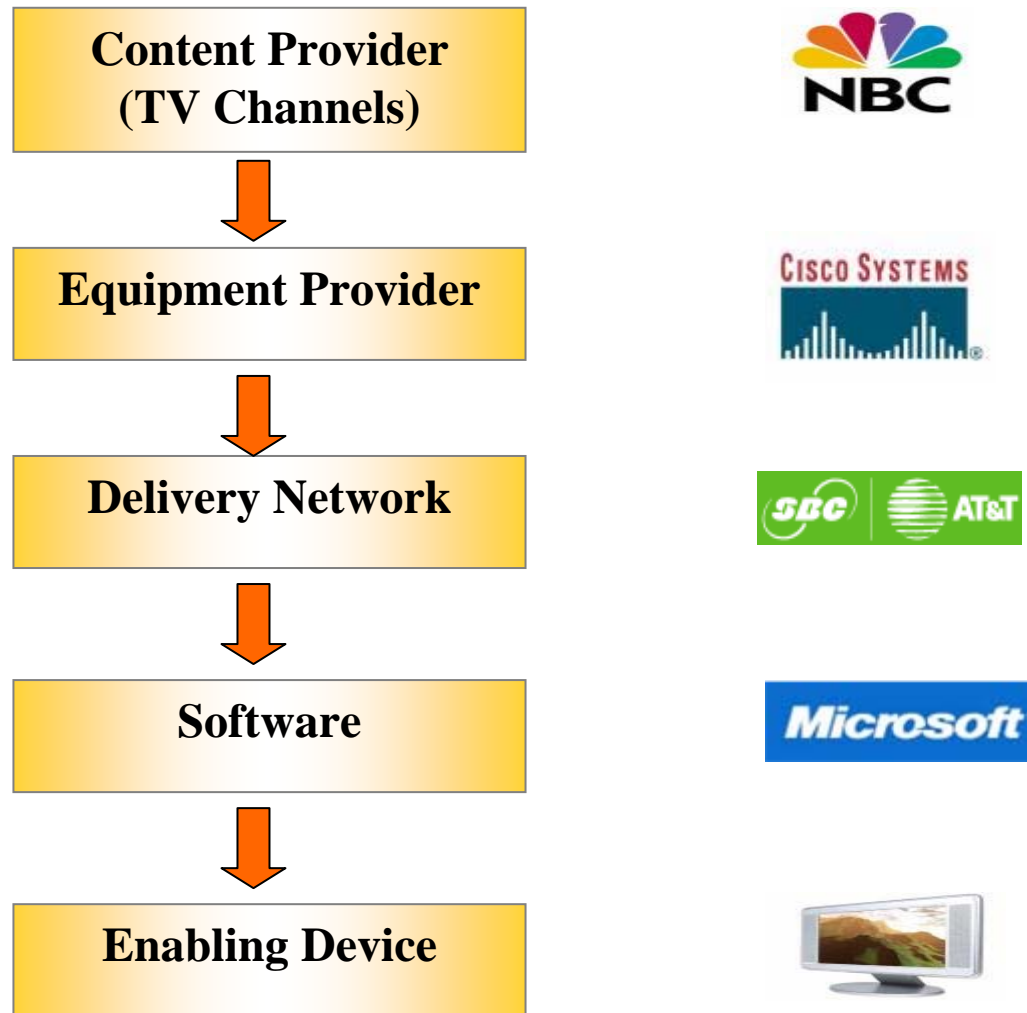 Content Provider
(TV Channels)
NBC
Equipment Provider
CISCO SYSTEMS
®
Delivery Network
SBC AT&T
Software
Microsoft
Enabling Device